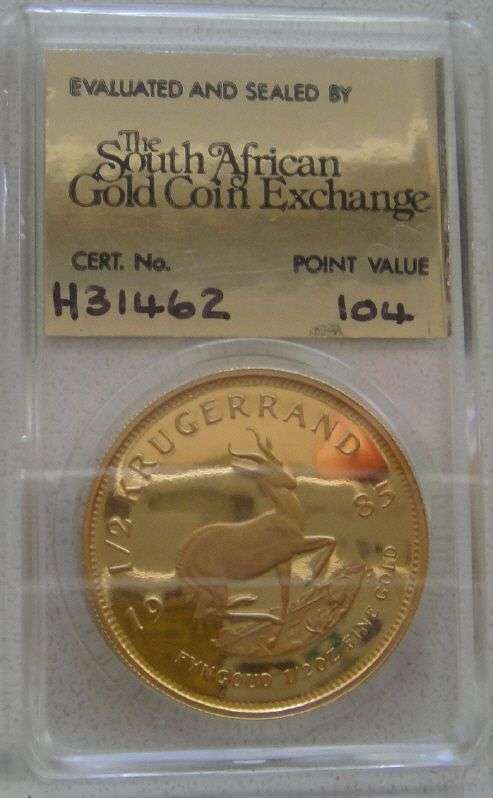 EVALUATED AND SEALED BY
The
South African
Gold Coin Exchange
CERT. No. POINT VALUE
H31462 104
1/2 KRUGERRAND
19 85
FYNGOUD 1/2 OZ FINE GOLD